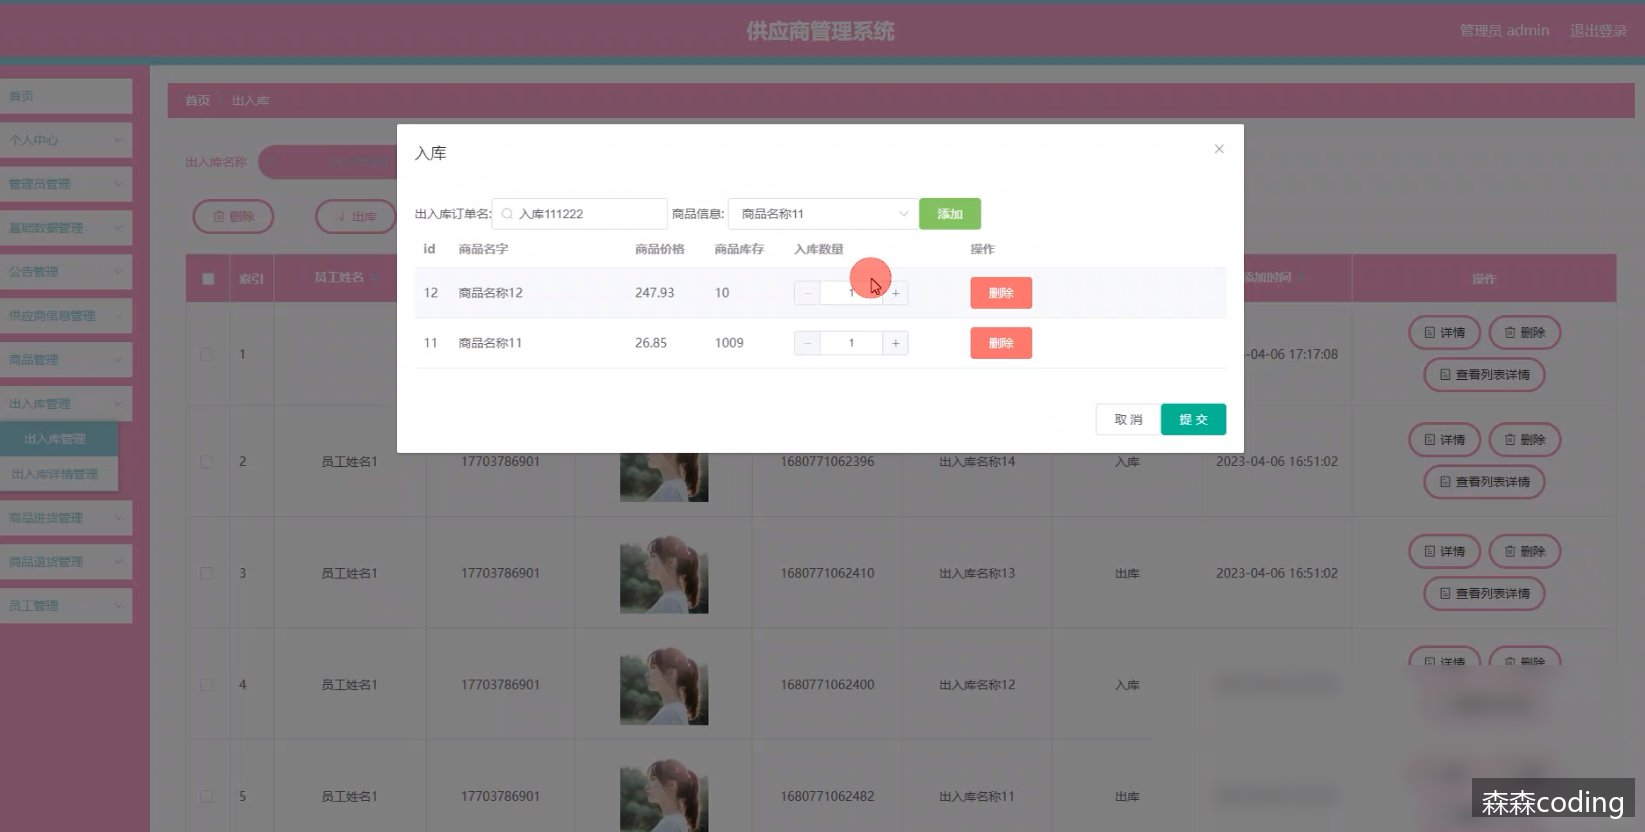 供应商管理系统
管理员 admin 退出登录
首页
个人中心
管理员管理
基础数据管理
公告管理
供应商信息管理
商品管理
出入库管理
出入库管理
出入库详情管理
商品进货管理
商品退货管理
员工管理
首页 出入库
出入库名称
删除 出库
入库
出入库订单名: 入库111222 商品信息: 商品名称11 添加
id 商品名字 商品价格 商品库存 入库数量 操作
12 商品名称12 247.93 10 1 删除
11 商品名称11 26.85 1009 1 删除
取消 提交
索引 员工姓名 添加时间 操作
1 -04-06 17:17:08 详情 删除
查看列表详情
2 员工姓名1 17703786901 1680771062396 出入库名称14 入库 2023-04-06 16:51:02 详情 删除
查看列表详情
3 员工姓名1 17703786901 1680771062410 出入库名称13 出库 2023-04-06 16:51:02 详情 删除
查看列表详情
4 员工姓名1 17703786901 1680771062400 出入库名称12 入库 详情 删除
5 员工姓名1 17703786901 1680771062482 出入库名称11 出库
森森coding